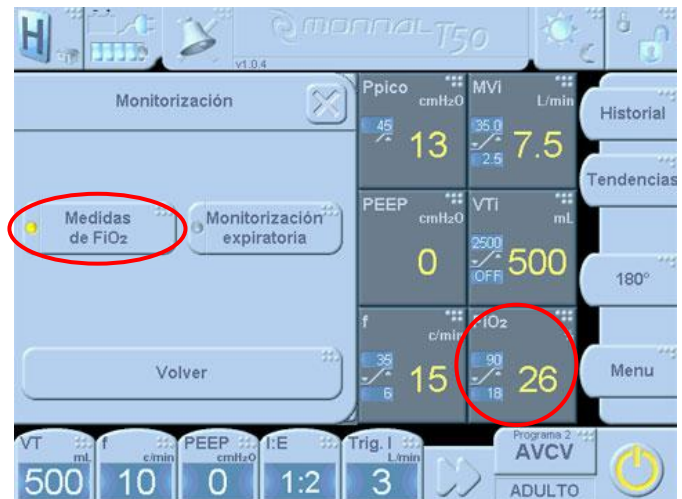 H
monnal T50
v1.0.4
Monitorización
Medidas
de FiO₂
Monitorización
expiratoria
Volver
Ppico
cmH₂O
45
13
MVi
L/min
35.0
2.5
7.5
PEEP
cmH₂O
0
VTi
mL
2500
OFF
500
f
c/min
35
6
15
FiO₂
90
18
26
Historial
Tendencias
180°
Menu
VT
mL
500
f
c/min
10
PEEP
cmH₂O
0
I:E
1:2
Trig. I
L/min
3
Programa 2
AVCV
ADULTO